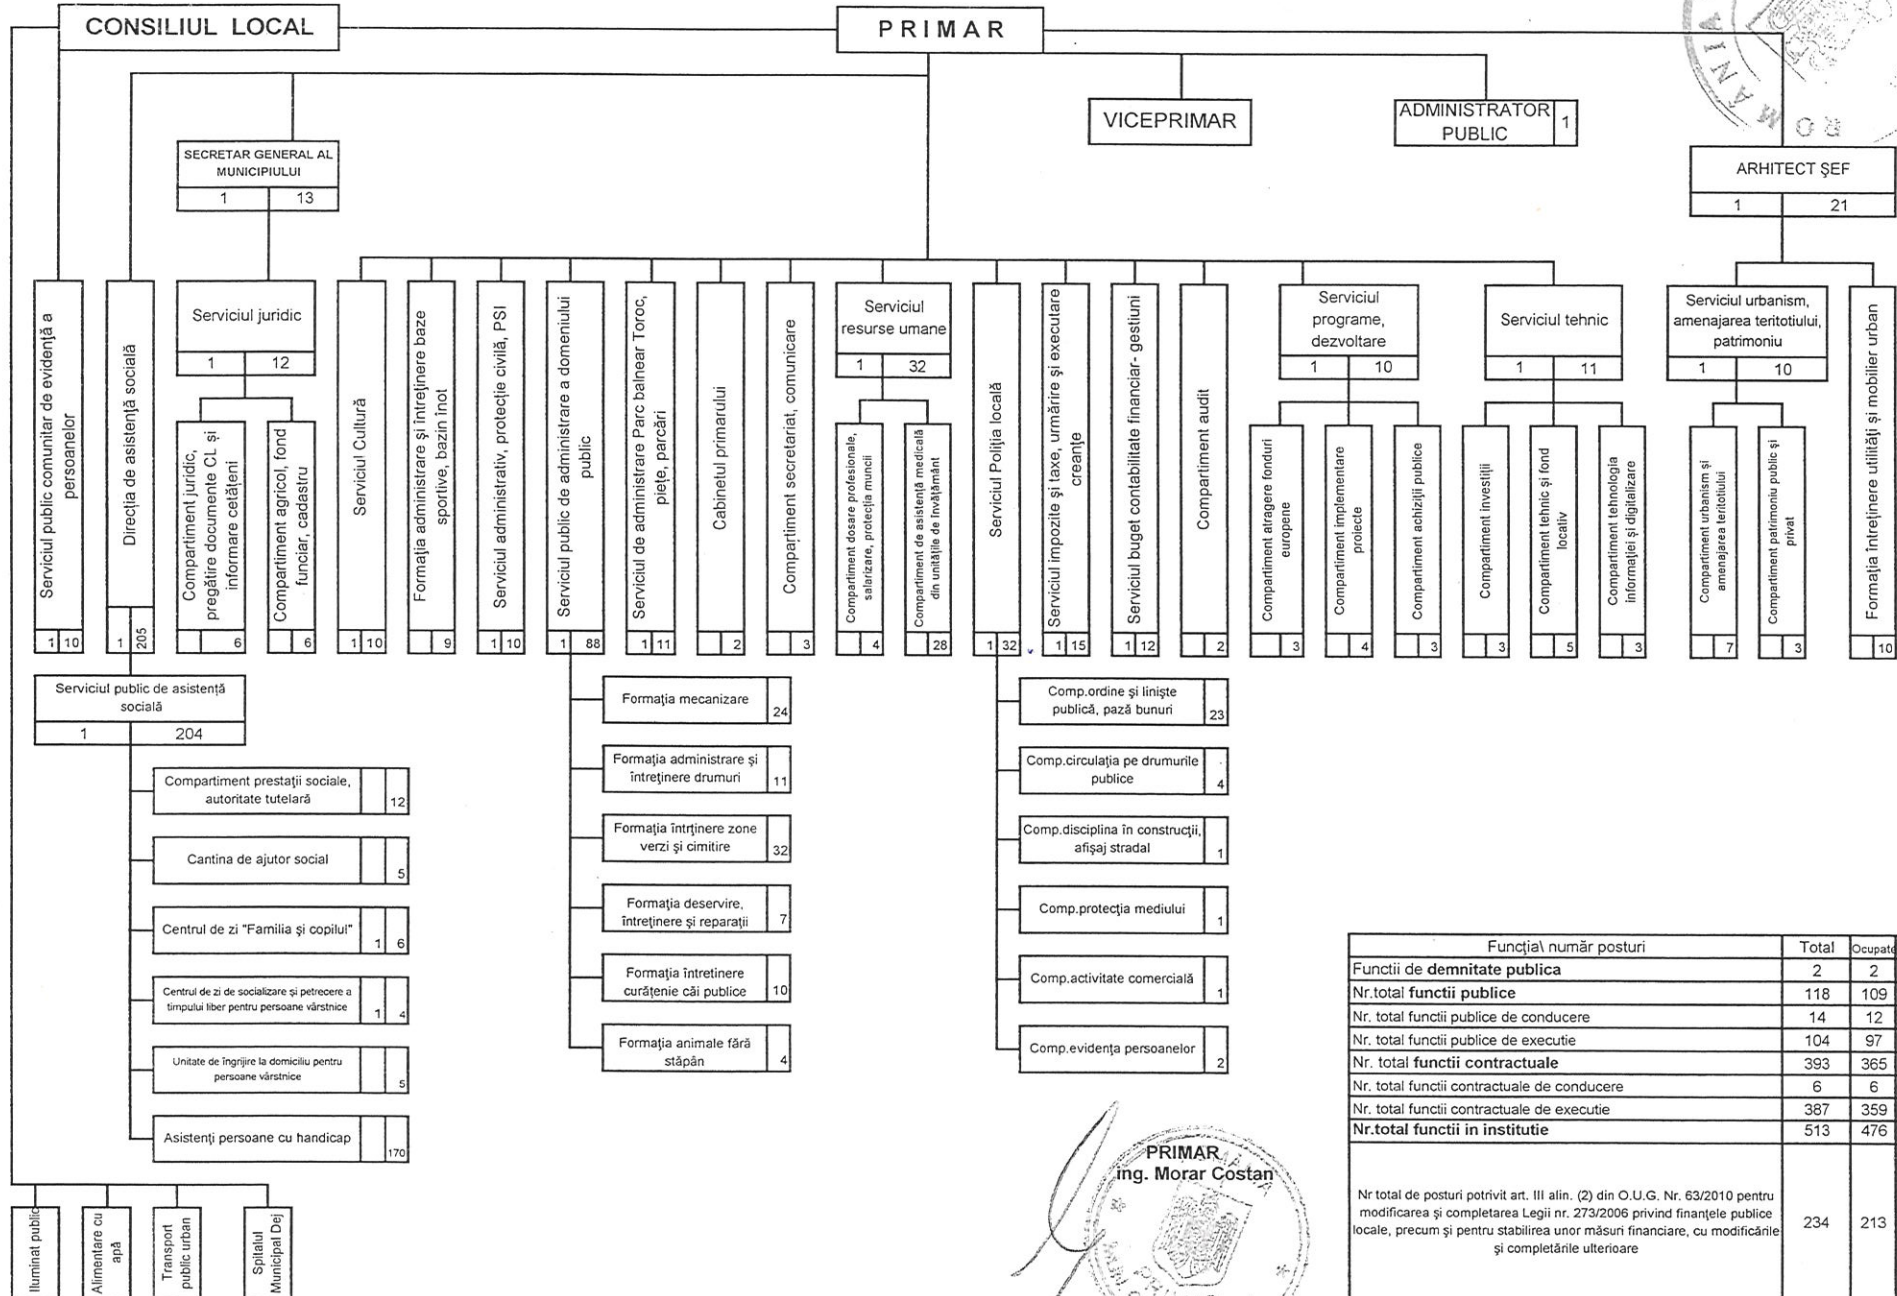 CONSILIUL LOCAL
PRIMAR
VICEPRIMAR
ADMINISTRATOR
PUBLIC
1
SECRETAR GENERAL AL
MUNICIPIULUI
1 13
ARHITECT ŞEF
1 21
ROMÂNIA
Serviciul public comunitar de evidenţă a
persoanelor
1 10
Direcţia de asistenţă socială
1 205
Serviciul juridic
1 12
Compartiment juridic,
pregătire documente CL şi
informare cetăţeni
6
Compartiment agricol, fond
funciar, cadastru
6
Serviciul Cultură
1 10
Formaţia administrare şi întreţinere baze
sportive, bazin înot
9
Serviciul administrativ, protecţie civilă, PSI
1 10
Serviciul public de administrare a domeniului
public
1 88
Serviciul de administrare Parc balnear Toroc,
pieţe, parcări
1 11
Cabinetul primarului
2
Compartiment secretariat, comunicare
3
Serviciul
resurse umane
1 32
Compartiment dosare profesionale,
salarizare, protecţia muncii
4
Compartiment de asistenţă medicală
din unităţile de învăţământ
28
Serviciul Poliţia locală
1 32
Serviciul impozite şi taxe, urmărire şi executare
creanţe
1 15
Serviciul buget contabilitate financiar- gestiuni
1 12
Compartiment audit
2
Serviciul
programe,
dezvoltare
1 10
Compartiment atragere fonduri
europene
3
Compartiment implementare
proiecte
4
Compartiment achiziţii publice
3
Serviciul tehnic
1 11
Compartiment investiţii
3
Compartiment tehnic şi fond
locativ
5
Compartiment tehnologia
informaţiei şi digitalizare
3
Serviciul urbanism,
amenajarea teritotiului,
patrimoniu
1 10
Compartiment urbanism şi
amenajarea teritotiului
7
Compartiment patrimoniu public şi
privat
3
Formaţia întreţinere utilităţi şi mobilier urban
10
Serviciul public de asistenţă
socială
1 204
Compartiment prestaţii sociale,
autoritate tutelară
12
Cantina de ajutor social
5
Centrul de zi "Familia şi copilul"
1 6
Centrul de zi de socializare şi petrecere a
timpului liber pentru persoane vârstnice
1 4
Unitate de îngrijire la domiciliu pentru
persoane vârstnice
5
Asistenţi persoane cu handicap
170
Formaţia mecanizare
24
Formaţia administrare şi
întreţinere drumuri
11
Formaţia întrţinere zone
verzi şi cimitire
32
Formaţia deservire,
întreţinere şi reparaţii
7
Formaţia întretinere
curăţenie căi publice
10
Formaţia animale fără
stăpân
4
Comp.ordine şi linişte
publică, pază bunuri
23
Comp.circulaţia pe drumurile
publice
4
Comp.disciplina în construcţii,
afişaj stradal
1
Comp.protecţia mediului
1
Comp.activitate comercială
1
Comp.evidenţa persoanelor
2
Iluminat public
Alimentare cu
apă
Transport
public urban
Spitalul
Municipal Dej
PRIMAR
ing. Morar Costan
Funcţia\ număr posturi Total Ocupate
Functii de demnitate publica 2 2
Nr.total functii publice 118 109
Nr. total functii publice de conducere 14 12
Nr. total functii publice de executie 104 97
Nr. total functii contractuale 393 365
Nr. total functii contractuale de conducere 6 6
Nr. total functii contractuale de executie 387 359
Nr.total functii in institutie 513 476
Nr total de posturi potrivit art. III alin. (2) din O.U.G. Nr. 63/2010 pentru
modificarea şi completarea Legii nr. 273/2006 privind finanţele publice
locale, precum şi pentru stabilirea unor măsuri financiare, cu modificările
şi completările ulterioare
234 213